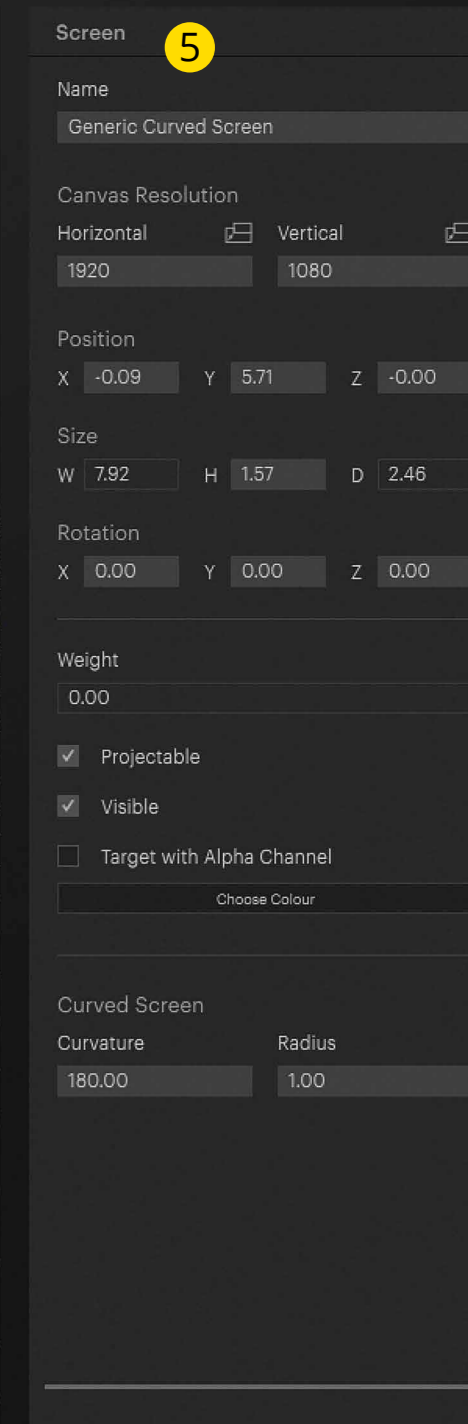 Screen 5
Name
Generic Curved Screen
Canvas Resolution
Horizontal Vertical
1920 1080
Position
X -0.09 Y 5.71 Z -0.00
Size
W 7.92 H 1.57 D 2.46
Rotation
X 0.00 Y 0.00 Z 0.00
Weight
0.00
Projectable
Visible
Target with Alpha Channel
Choose Colour
Curved Screen
Curvature Radius
180.00 1.00